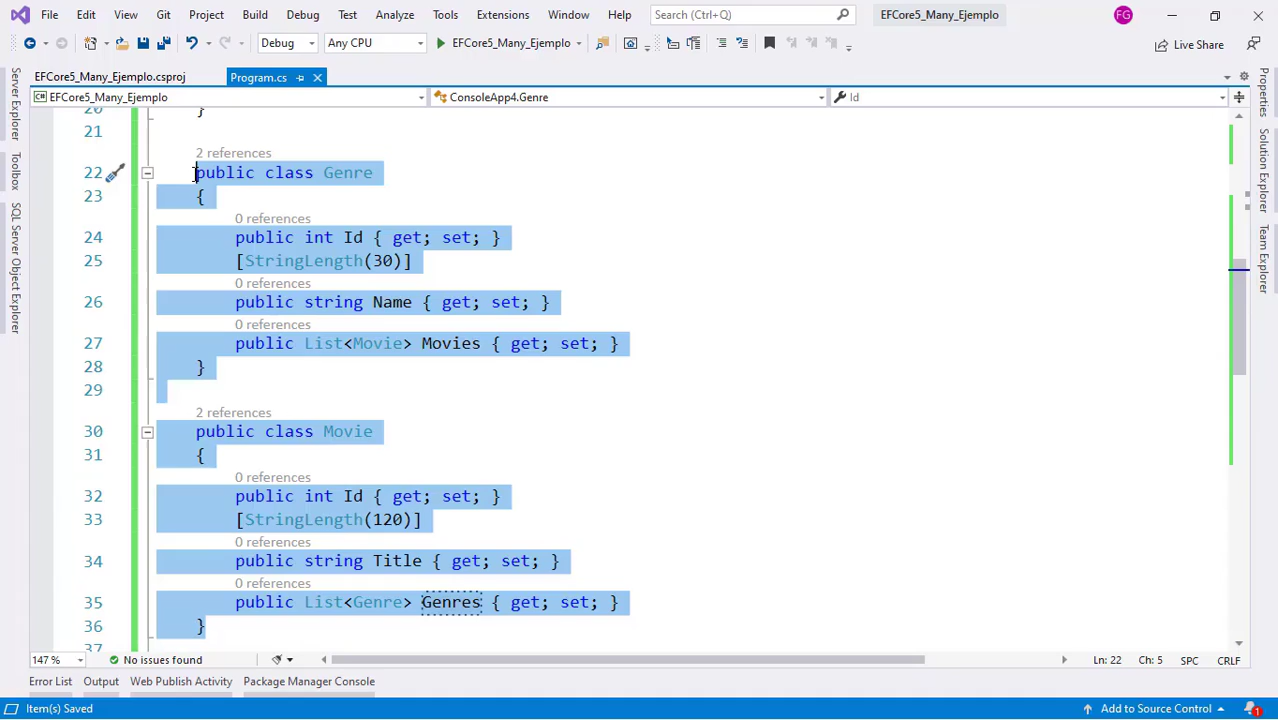 File Edit View Git Project Build Debug Test Analyze Tools Extensions Window Help Search (Ctrl+Q) EFCore5_Many_Ejemplo FG
Debug Any CPU EFCore5_Many_Ejemplo Live Share
EFCore5_Many_Ejemplo.csproj Program.cs
EFCore5_Many_Ejemplo ConsoleApp4.Genre Id
Server Explorer
Toolbox
SQL Server Object Explorer
20 }
21
2 references
22 public class Genre
23 {
0 references
24 public int Id { get; set; }
25 [StringLength(30)]
0 references
26 public string Name { get; set; }
0 references
27 public List<Movie> Movies { get; set; }
28 }
29
2 references
30 public class Movie
31 {
0 references
32 public int Id { get; set; }
33 [StringLength(120)]
0 references
34 public string Title { get; set; }
0 references
35 public List<Genre> Genres { get; set; }
36 }
37
Properties
Solution Explorer
Team Explorer
147 % No issues found Ln: 22 Ch: 5 SPC CRLF
Error List Output Web Publish Activity Package Manager Console
Item(s) Saved Add to Source Control 1